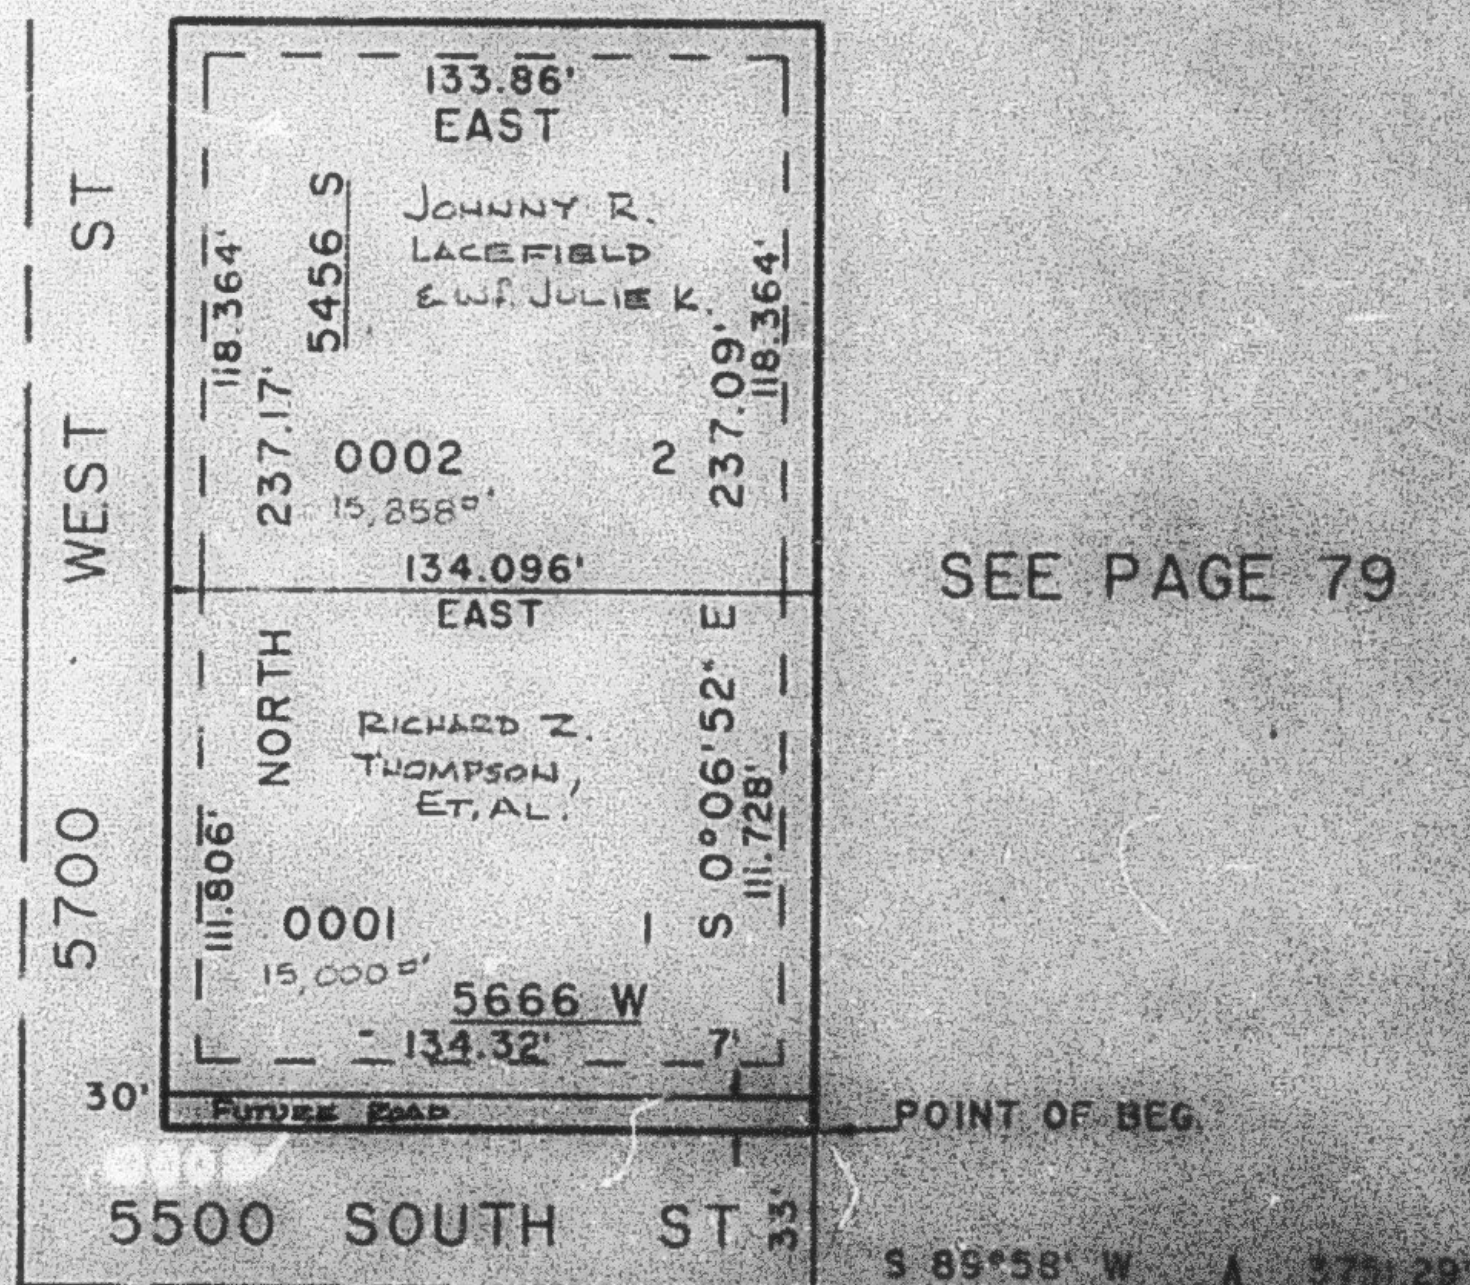 133.86'
EAST
5700 WEST ST
118.364'
237.17'
5456 S
JOHNNY R.
LACEFIELD
& WF. JULIE K.
237.09'
118.364'
0002
2
15,858□'
134.096'
EAST
NORTH
RICHARD Z.
THOMPSON,
ET, AL.
S 0°06'52" E
111.728'
111.806'
0001
1
15,000□'
5666 W
134.32'
7'
30'
FUTURE ROAD
POINT OF BEG.
5500 SOUTH ST
33'
SEE PAGE 79
S 89°58' W